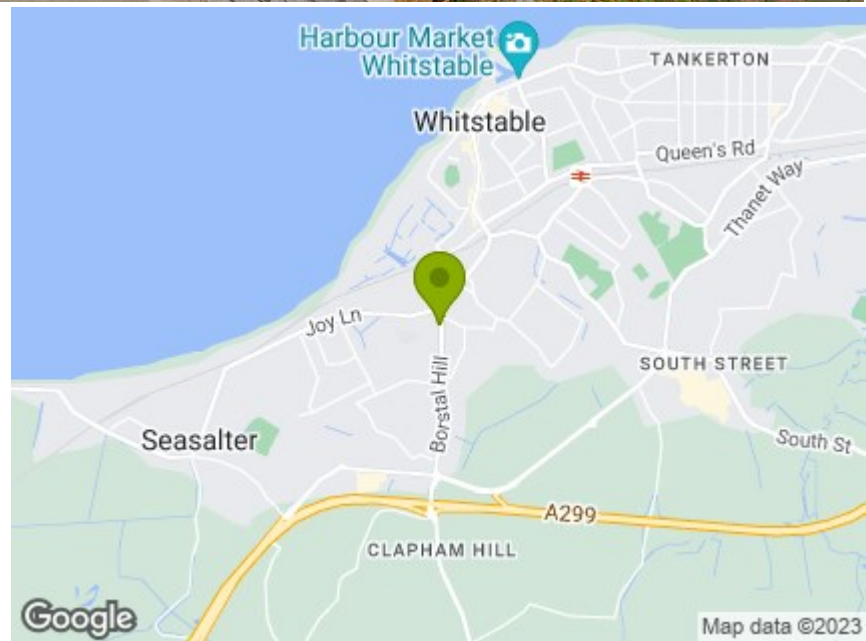 Harbour Market
Whitstable
TANKERTON
Whitstable
Queen's Rd
Thanet Way
Joy Ln
Borstal Hill
SOUTH STREET
Seasalter
South St
A299
CLAPHAM HILL
Google
Map data ©2023